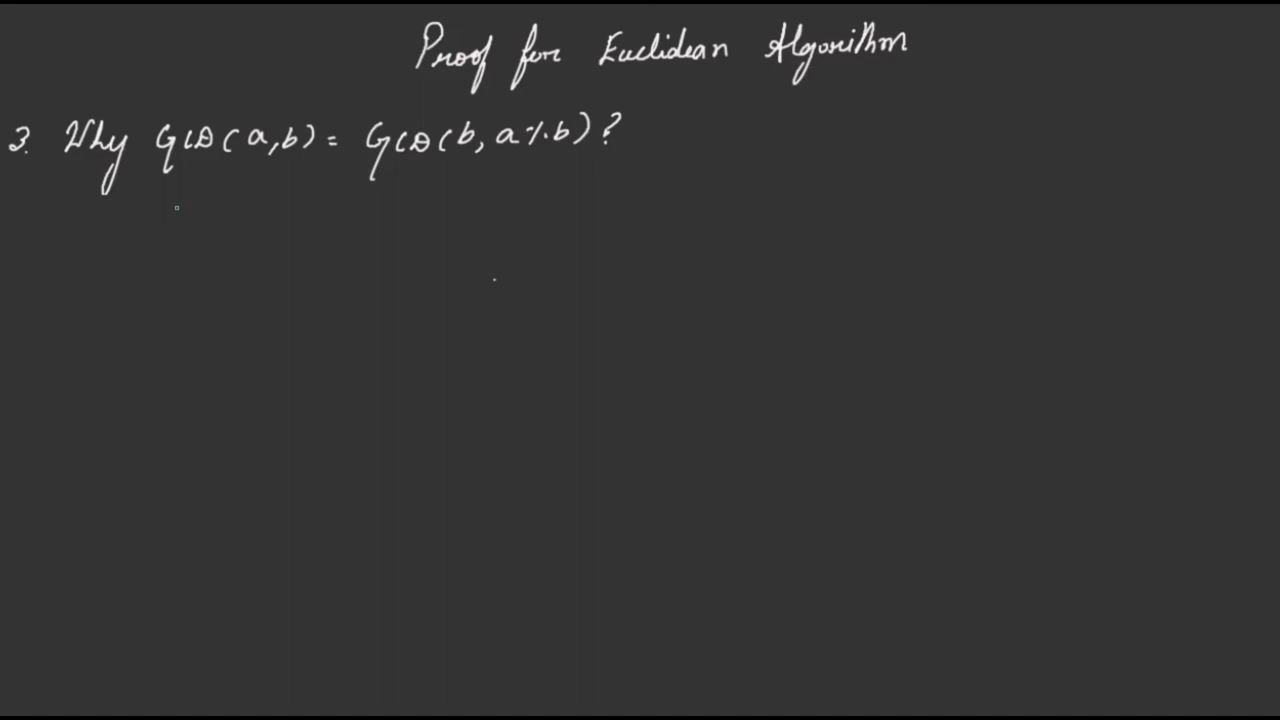 Proof for Euclidean Algorithm
3. Why GCD(a,b) = GCD(b, a%b)?